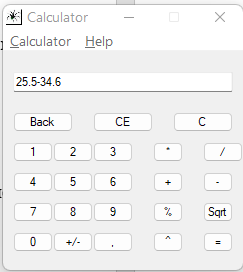 Calculator
Calculator Help
25.5-34.6
Back CE C
1 2 3 * /
4 5 6 + -
7 8 9 % Sqrt
0 +/- , ^ =